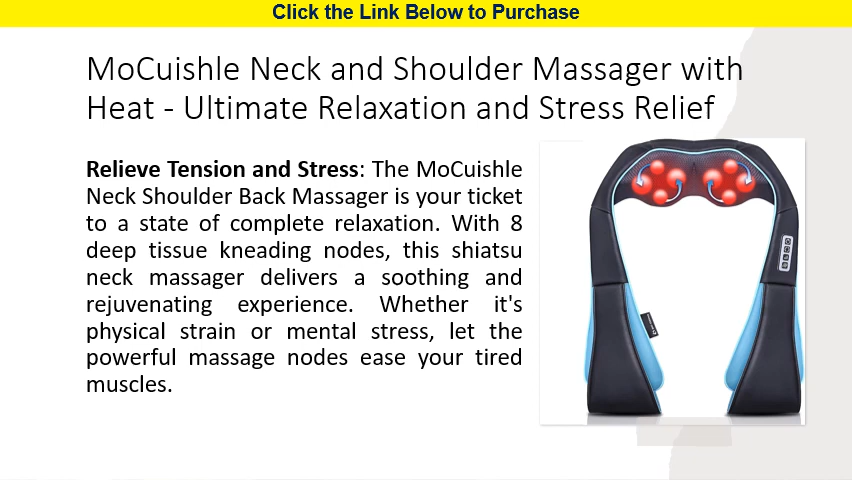 Click the Link Below to Purchase
MoCuishle Neck and Shoulder Massager with
Heat - Ultimate Relaxation and Stress Relief
Relieve Tension and Stress: The MoCuishle
Neck Shoulder Back Massager is your ticket
to a state of complete relaxation. With 8
deep tissue kneading nodes, this shiatsu
neck massager delivers a soothing and
rejuvenating experience. Whether it's
physical strain or mental stress, let the
powerful massage nodes ease your tired
muscles.